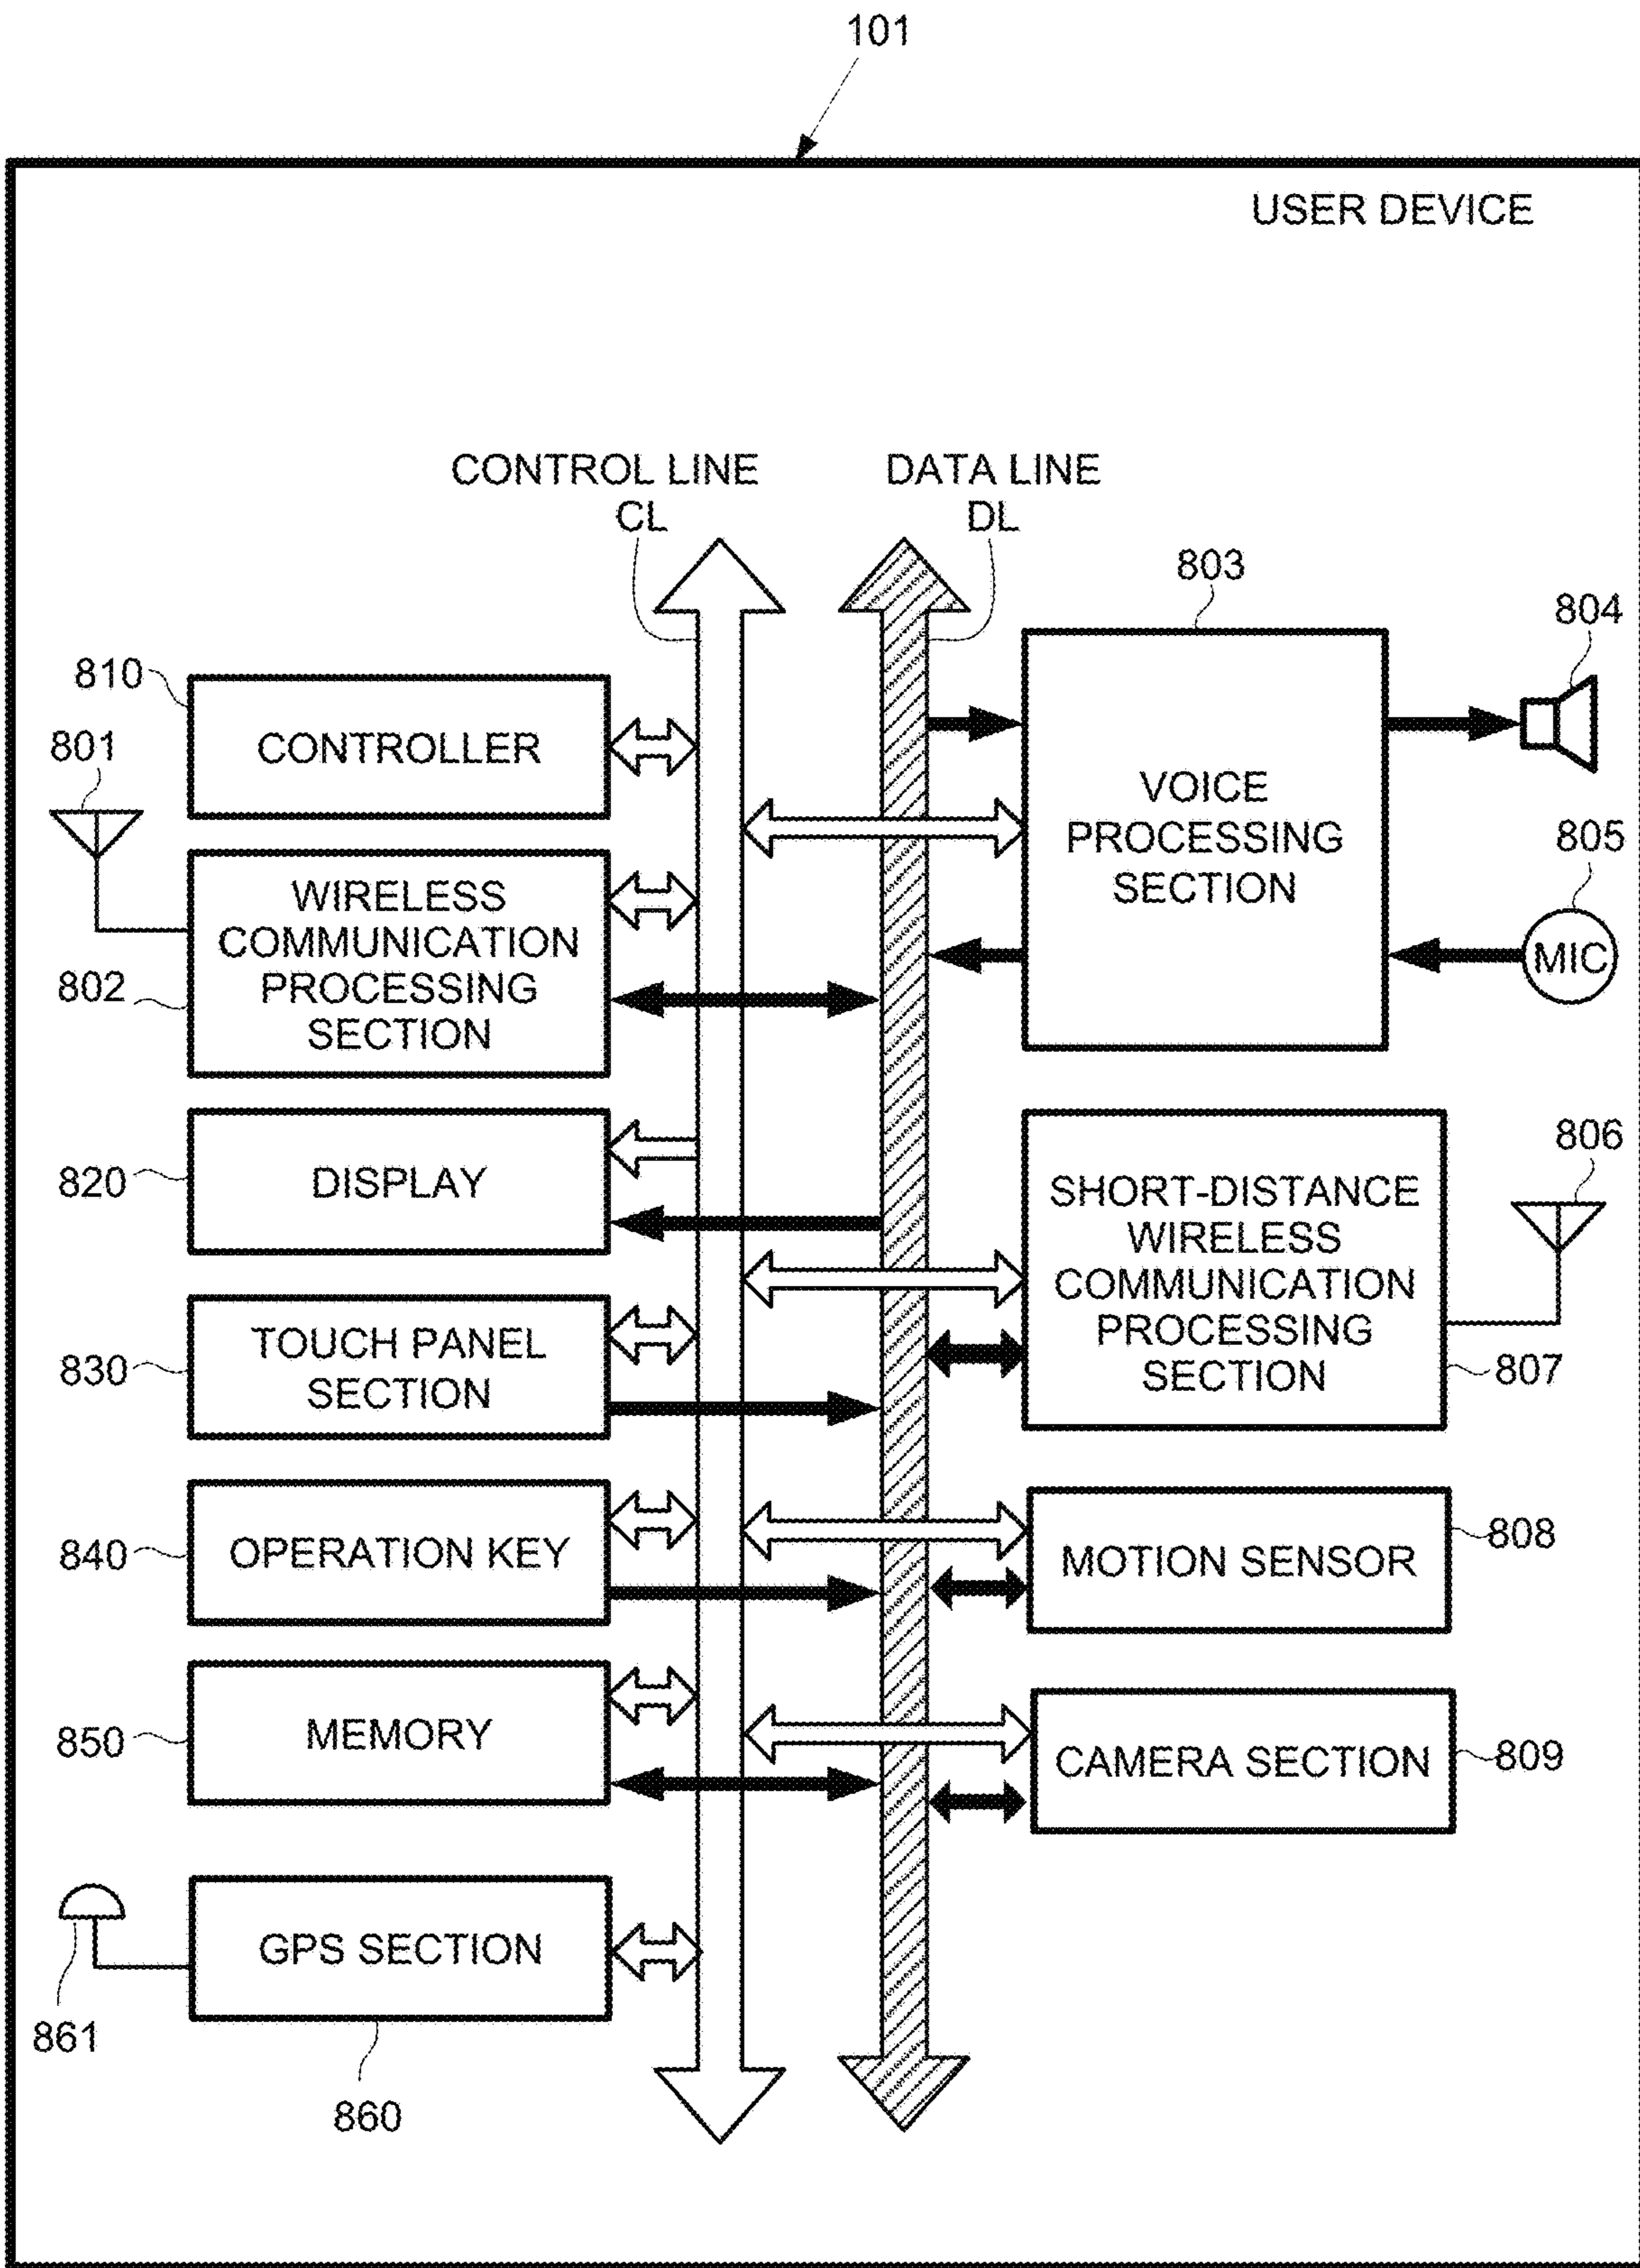 101
USER DEVICE
CONTROL LINE
CL
DATA LINE
DL
803
804
810
CONTROLLER
801
VOICE
PROCESSING
SECTION
805
MIC
WIRELESS
COMMUNICATION
PROCESSING
SECTION
802
806
820
DISPLAY
SHORT-DISTANCE
WIRELESS
COMMUNICATION
PROCESSING
SECTION
807
830
TOUCH PANEL
SECTION
840
OPERATION KEY
MOTION SENSOR
808
850
MEMORY
CAMERA SECTION
809
GPS SECTION
861
860